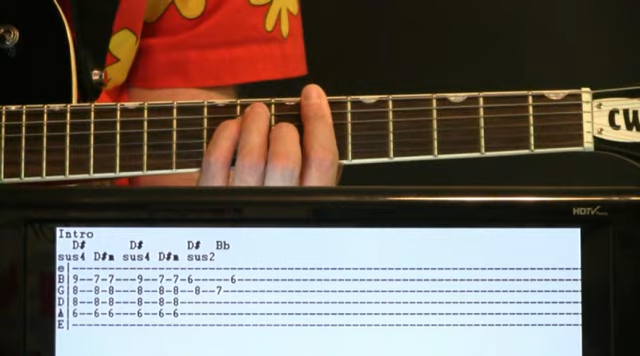 CW
HDTV
Intro
D# D# D# Bb
sus4 D#m sus4 D#m sus2
e|------------------------------------------------
B|9--7-7---9--7-7-6------6------------------------
G|8--8-8---8--8-8---8--7--------------------------
D|8--8-8---8--8-8---------------------------------
A|6--6-6---6--6-6---------------------------------
E|------------------------------------------------